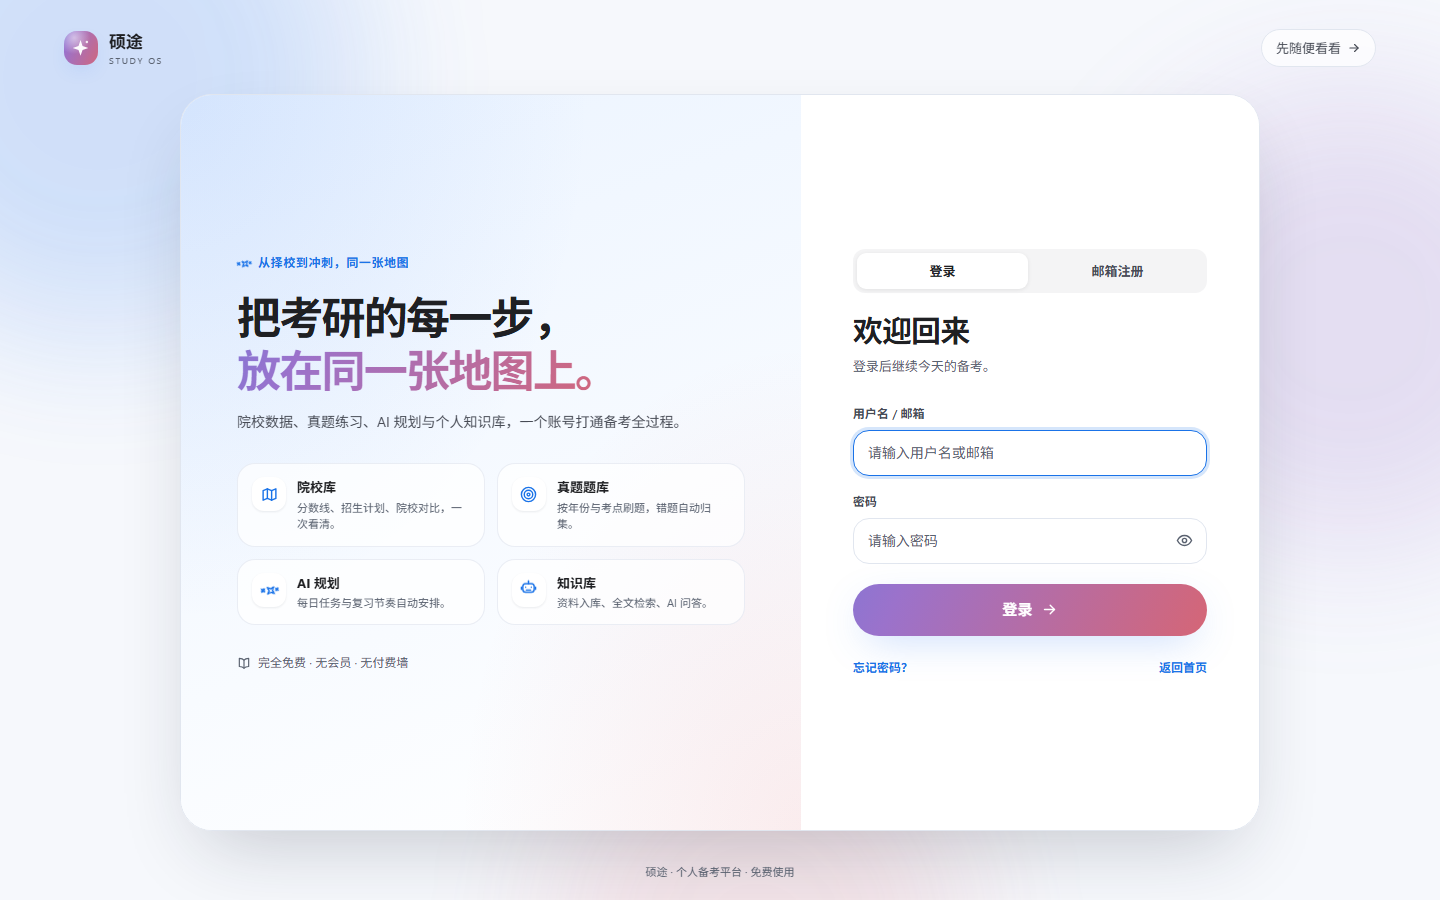 硕途
STUDY OS
先随便看看
从择校到冲刺，同一张地图
把考研的每一步，
放在同一张地图上。
院校数据、真题练习、AI 规划与个人知识库，一个账号打通备考全过程。
院校库
分数线、招生计划、院校对比，一
次看清。
真题题库
按年份与考点刷题，错题自动归
集。
AI 规划
每日任务与复习节奏自动安排。
知识库
资料入库、全文检索、AI 问答。
完全免费 · 无会员 · 无付费墙
登录
邮箱注册
欢迎回来
登录后继续今天的备考。
用户名 / 邮箱
请输入用户名或邮箱
密码
请输入密码
登录
忘记密码？
返回首页
硕途 · 个人备考平台 · 免费使用